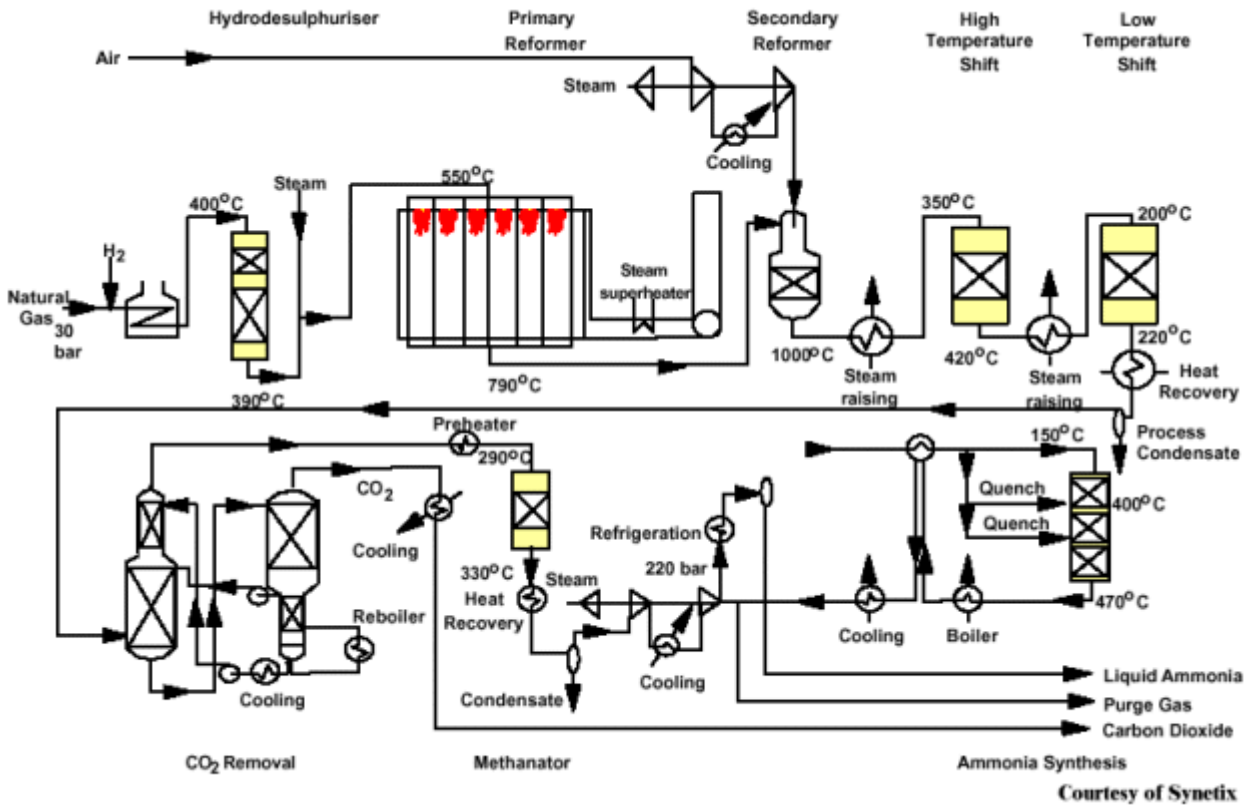 Hydrodesulphuriser
Primary
Reformer
Secondary
Reformer
High
Temperature
Shift
Low
Temperature
Shift
Air
Steam
Cooling
Steam
400°C
550°C
350°C
200°C
H2
Natural
Gas
30
bar
Steam
superheater
1000°C
Steam
raising
420°C
Steam
raising
220°C
Heat
Recovery
790°C
390°C
Process
Condensate
Preheater
290°C
CO2
Cooling
150°C
Quench
400°C
Quench
Refrigeration
220 bar
330°C
Heat
Recovery
Steam
470°C
Reboiler
Cooling
Boiler
Cooling
Condensate
Cooling
Liquid Ammonia
Purge Gas
Carbon Dioxide
CO2 Removal
Methanator
Ammonia Synthesis
Courtesy of Synetix